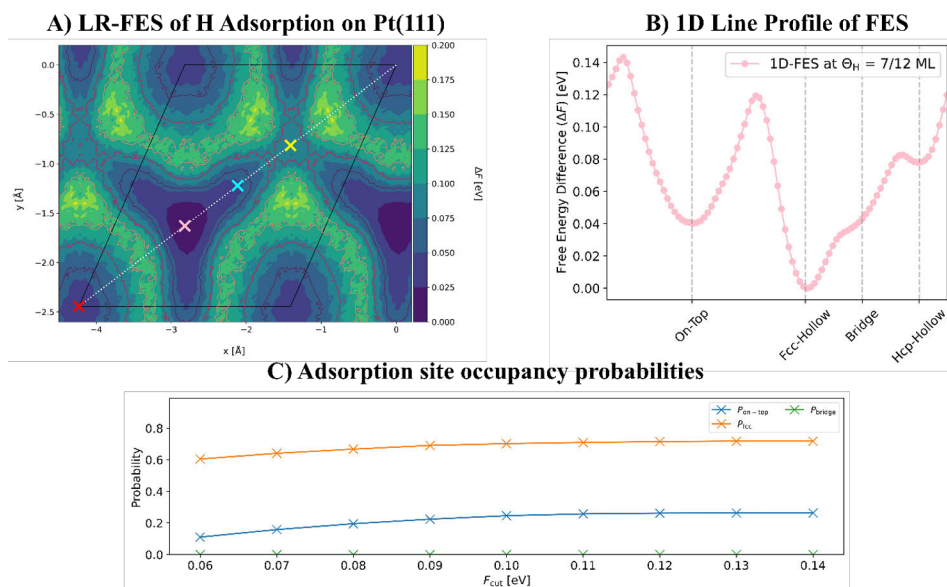 A) LR-FES of H Adsorption on Pt(111)
0.0
−0.5
−1.0
−1.5
−2.0
−2.5
y [Å]
−4
−3
−2
−1
0
x [Å]
0.200
0.175
0.150
0.125
0.100
0.075
0.050
0.025
0.000
ΔF [eV]
B) 1D Line Profile of FES
1D-FES at Θ_H = 7/12 ML
0.14
0.12
0.10
0.08
0.06
0.04
0.02
0.00
Free Energy Difference (ΔF) [eV]
On-Top
Fcc-Hollow
Bridge
Hcp-Hollow
C) Adsorption site occupancy probabilities
P_on−top
P_fcc
P_bridge
0.8
0.6
0.4
0.2
0.0
Probability
0.06
0.07
0.08
0.09
0.10
0.11
0.12
0.13
0.14
F_cut [eV]